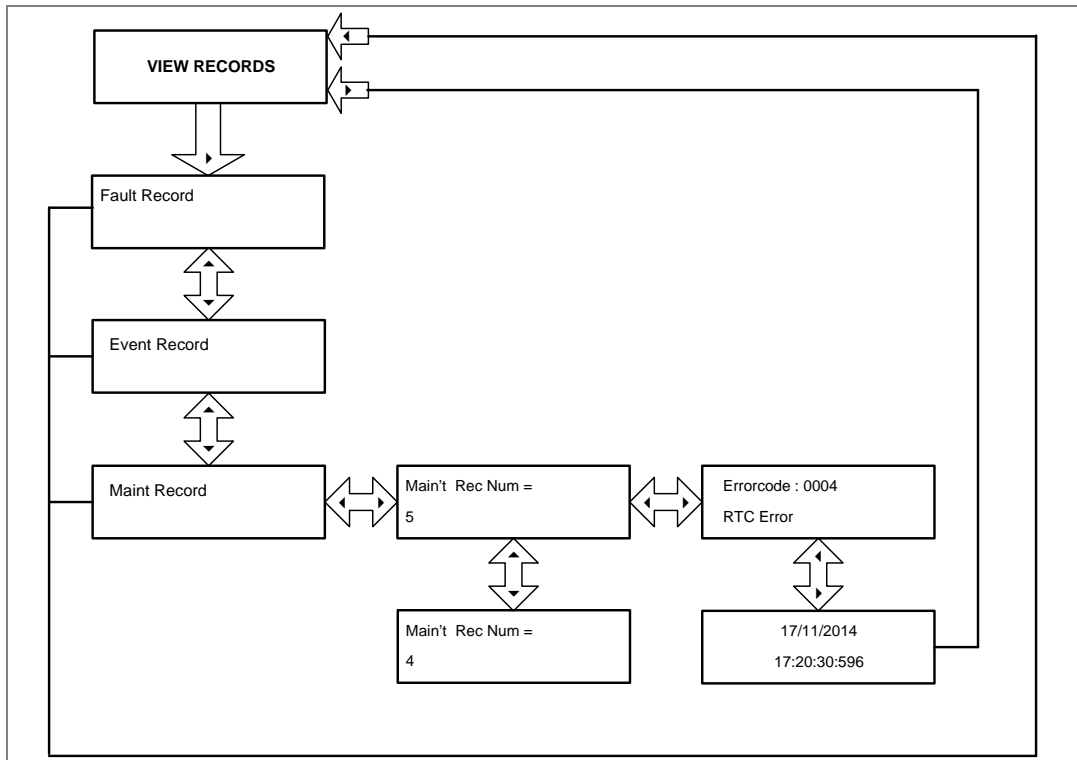 VIEW RECORDS
Fault Record
Event Record
Maint Record
Main't Rec Num =
5
Errorcode : 0004
RTC Error
Main't Rec Num =
4
17/11/2014
17:20:30:596